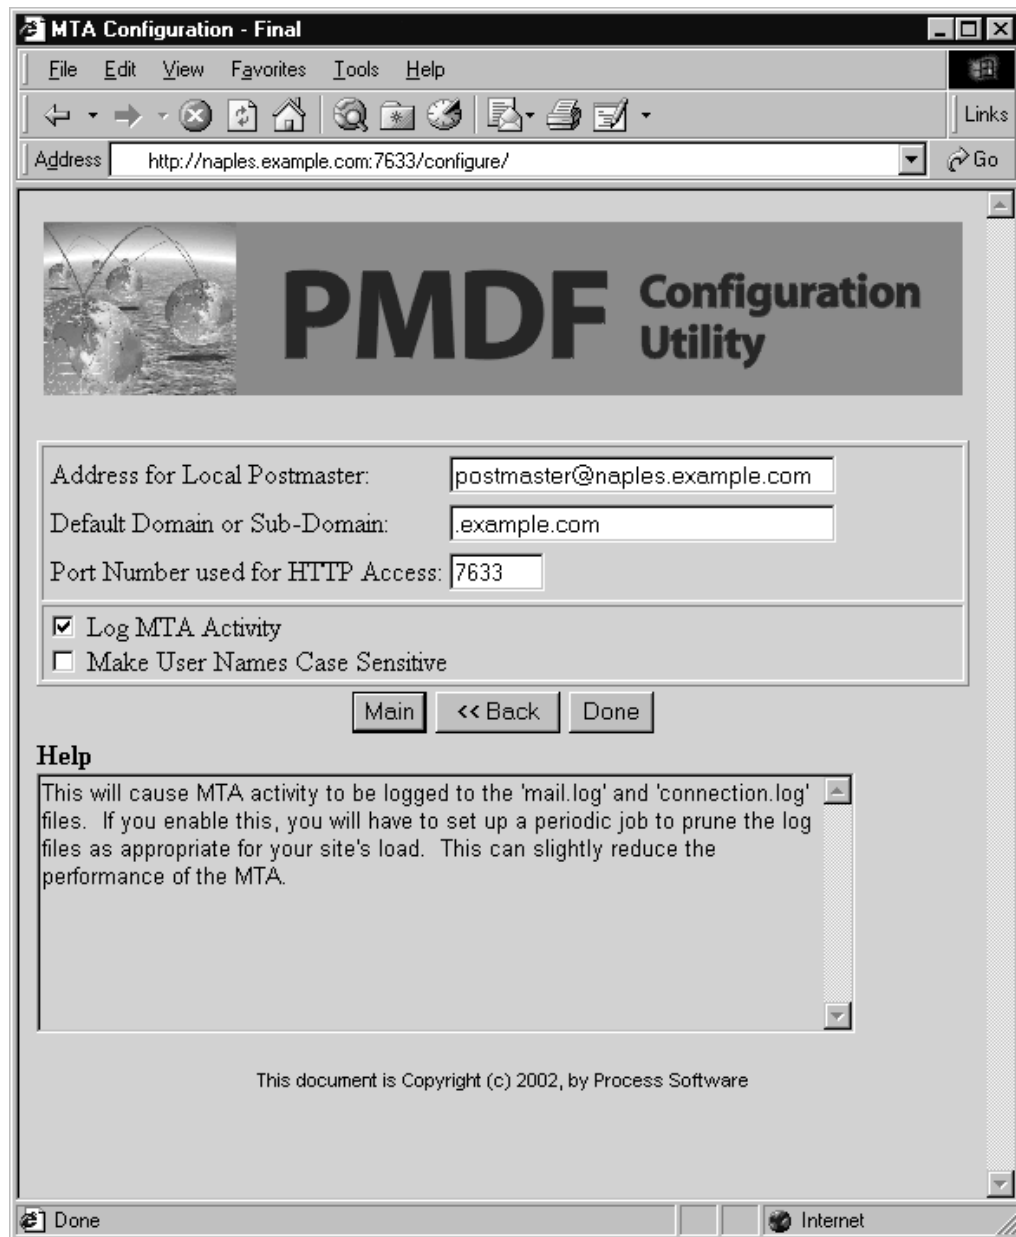 MTA Configuration - Final
File Edit View Favorites Tools Help
Links
Address http://naples.example.com:7633/configure/ Go
PMDF Configuration
Utility
Address for Local Postmaster: postmaster@naples.example.com
Default Domain or Sub-Domain: .example.com
Port Number used for HTTP Access: 7633
Log MTA Activity
Make User Names Case Sensitive
Main << Back Done
Help
This will cause MTA activity to be logged to the 'mail.log' and 'connection.log'
files. If you enable this, you will have to set up a periodic job to prune the log
files as appropriate for your site's load. This can slightly reduce the
performance of the MTA.
This document is Copyright (c) 2002, by Process Software
Done Internet